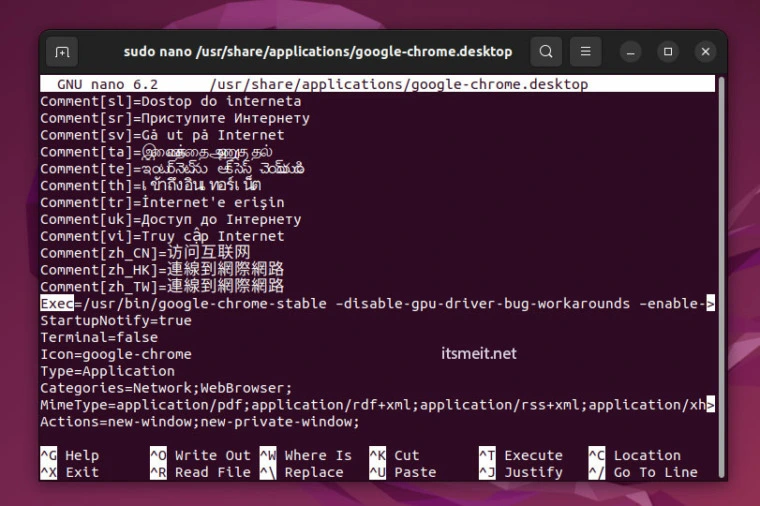 sudo nano /usr/share/applications/google-chrome.desktop
GNU nano 6.2 /usr/share/applications/google-chrome.desktop
Comment[sl]=Dostop do interneta
Comment[sr]=Приступите Интернету
Comment[sv]=Gå ut på Internet
Comment[ta]=இணையத்தை அணுகுதல்
Comment[te]=ఇంటర్నెట్‌ను ఆక్సెస్ చెయ్యండి
Comment[th]=เข้าถึงอินเทอร์เน็ต
Comment[tr]=İnternet'e erişin
Comment[uk]=Доступ до Інтернету
Comment[vi]=Truy cập Internet
Comment[zh_CN]=访问互联网
Comment[zh_HK]=連線到網際網路
Comment[zh_TW]=連線到網際網路
Exec=/usr/bin/google-chrome-stable –disable-gpu-driver-bug-workarounds –enable->
StartupNotify=true
Terminal=false
Icon=google-chrome
itsmeit.net
Type=Application
Categories=Network;WebBrowser;
MimeType=application/pdf;application/rdf+xml;application/rss+xml;application/xh>
Actions=new-window;new-private-window;
^G Help ^O Write Out ^W Where Is ^K Cut ^T Execute ^C Location
^X Exit ^R Read File ^\ Replace ^U Paste ^J Justify ^/ Go To Line